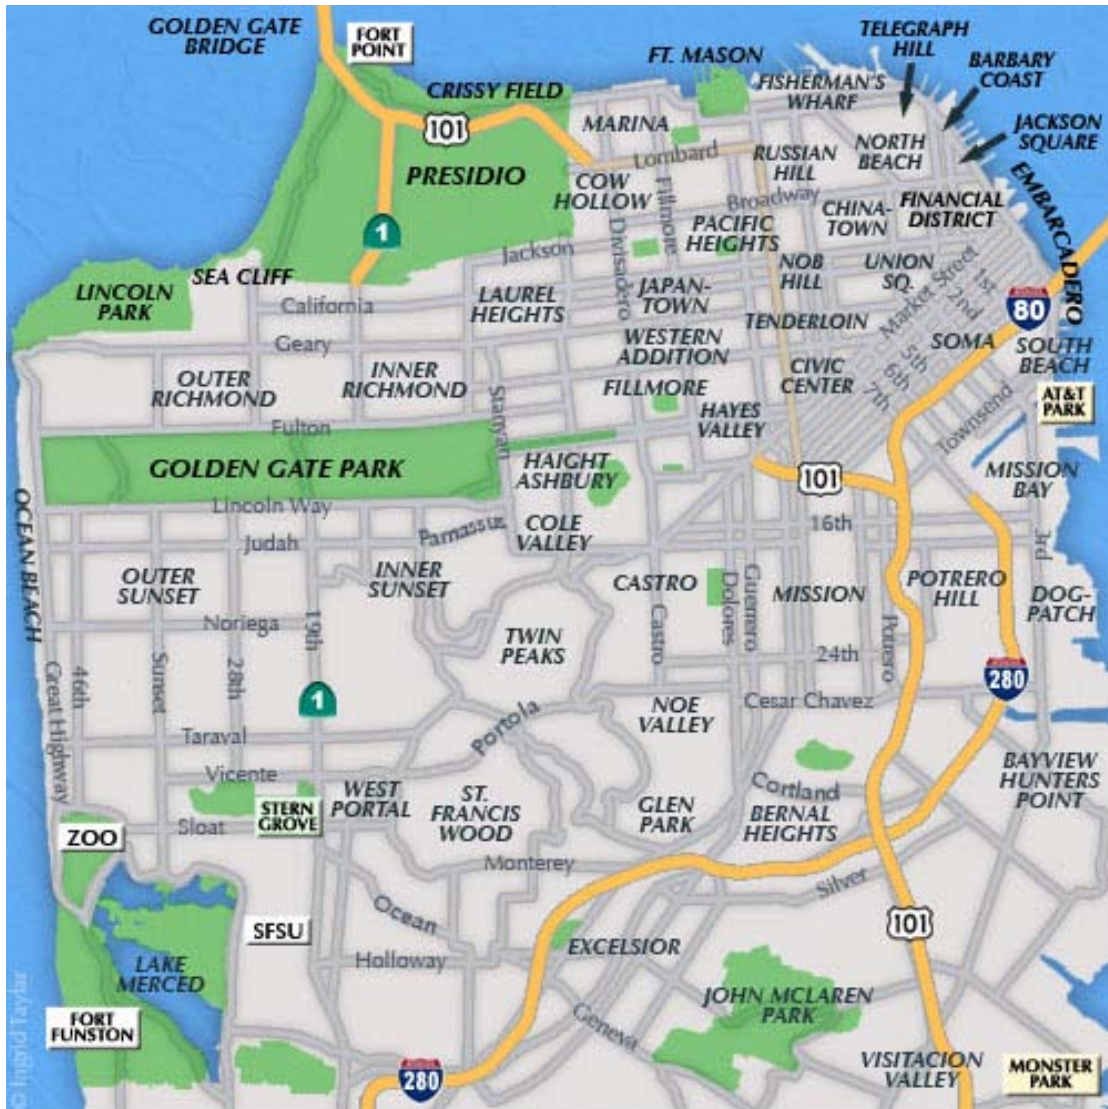 GOLDEN GATE
BRIDGE
FORT
POINT
CRISSY FIELD
101
PRESIDIO
1
FT. MASON
FISHERMAN'S
WHARF
TELEGRAPH
HILL
BARBARY
COAST
JACKSON
SQUARE
MARINA
Lombard
RUSSIAN
HILL
NORTH
BEACH
EMBARCADERO
COW
HOLLOW
Fillmore
Broadway
Divisadero
PACIFIC
HEIGHTS
CHINA-
TOWN
FINANCIAL
DISTRICT
Jackson
SEA CLIFF
LINCOLN
PARK
California
LAUREL
HEIGHTS
JAPAN-
TOWN
NOB
HILL
UNION
SQ.
Market Street
1st
2nd
80
Geary
WESTERN
ADDITION
TENDERLOIN
SOMA
SOUTH
BEACH
OUTER
RICHMOND
INNER
RICHMOND
FILLMORE
CIVIC
CENTER
5th
6th
7th
AT&T
PARK
Stanyan
HAYES
VALLEY
Townsend
Fulton
GOLDEN GATE PARK
HAIGHT
ASHBURY
101
MISSION
BAY
Lincoln Way
OCEAN BEACH
Judah
Parnassus
COLE
VALLEY
16th
3rd
OUTER
SUNSET
INNER
SUNSET
CASTRO
Dolores
Guerrero
MISSION
POTRERO
HILL
DOG-
PATCH
Noriega
19th
TWIN
PEAKS
Castro
24th
Potrero
Great Highway
46th
Sunset
28th
1
280
NOE
VALLEY
Cesar Chavez
Taraval
Portola
Vicente
WEST
PORTAL
ST.
FRANCIS
WOOD
GLEN
PARK
Cortland
BERNAL
HEIGHTS
BAYVIEW
HUNTERS
POINT
STERN
GROVE
ZOO
Sloat
Monterey
Silver
SFSU
Ocean
101
LAKE
MERCED
Holloway
EXCELSIOR
JOHN MCLAREN
PARK
FORT
FUNSTON
Geneva
280
VISITACION
VALLEY
MONSTER
PARK
© Ingrid Taylar